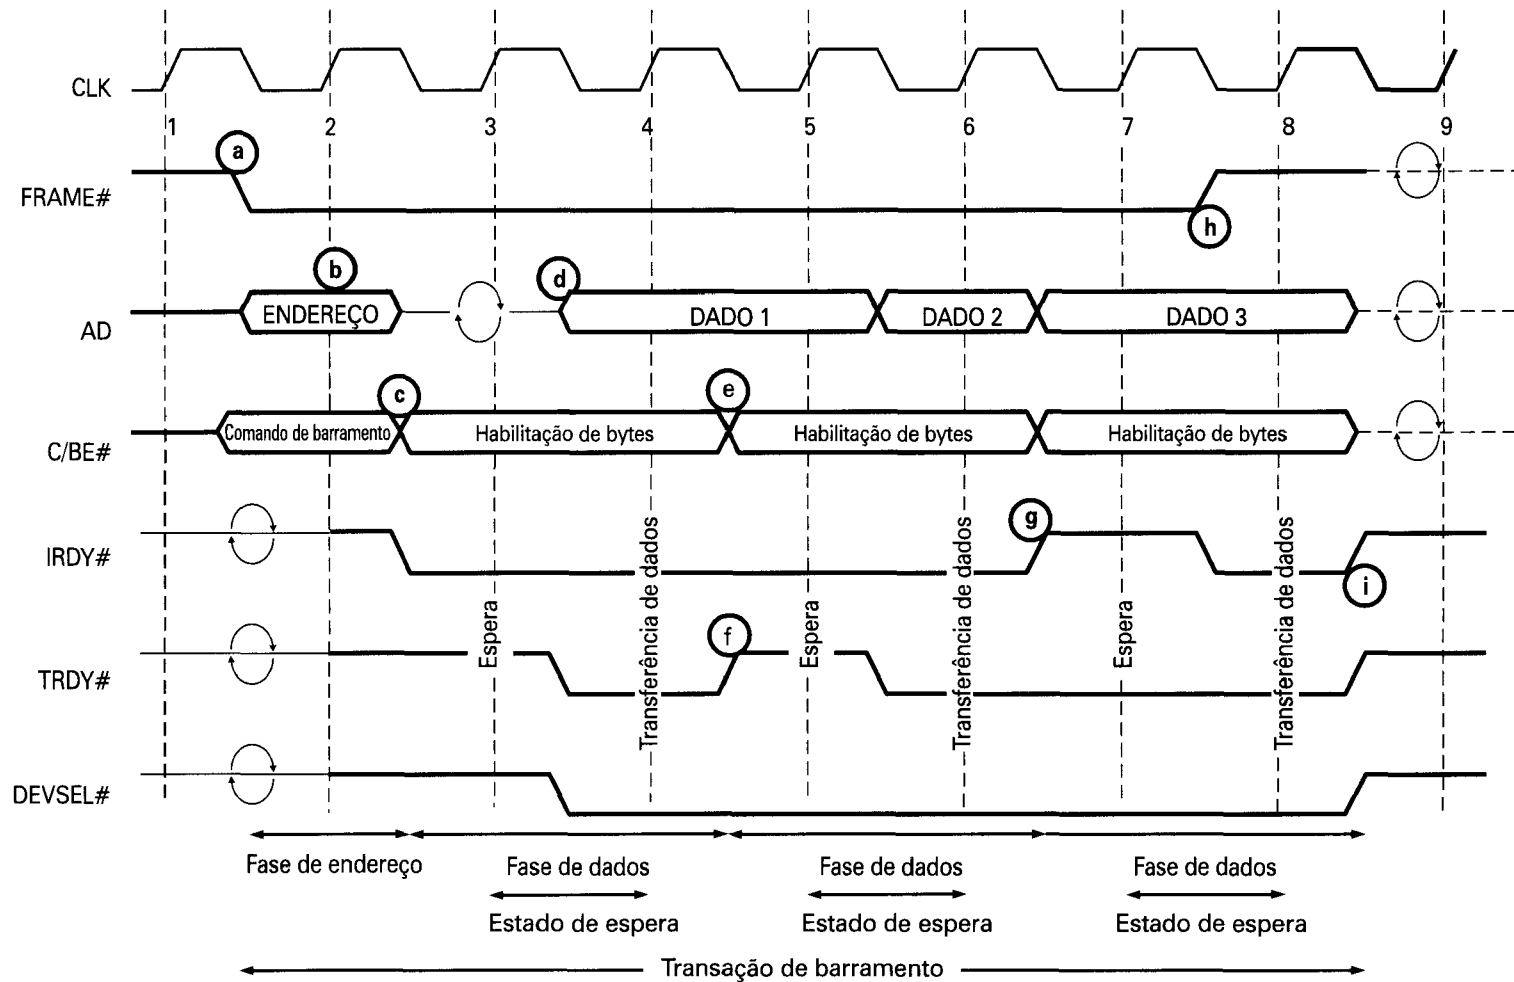 CLK
1 2 3 4 5 6 7 8 9
a
FRAME#
h
b
d
AD
ENDEREÇO
DADO 1
DADO 2
DADO 3
c
e
C/BE#
Comando de barramento
Habilitação de bytes
Habilitação de bytes
Habilitação de bytes
g
IRDY#
i
f
TRDY#
Espera
Transferência de dados
Espera
Transferência de dados
Espera
Transferência de dados
DEVSEL#
Fase de endereço
Fase de dados
Fase de dados
Fase de dados
Estado de espera
Estado de espera
Estado de espera
Transação de barramento